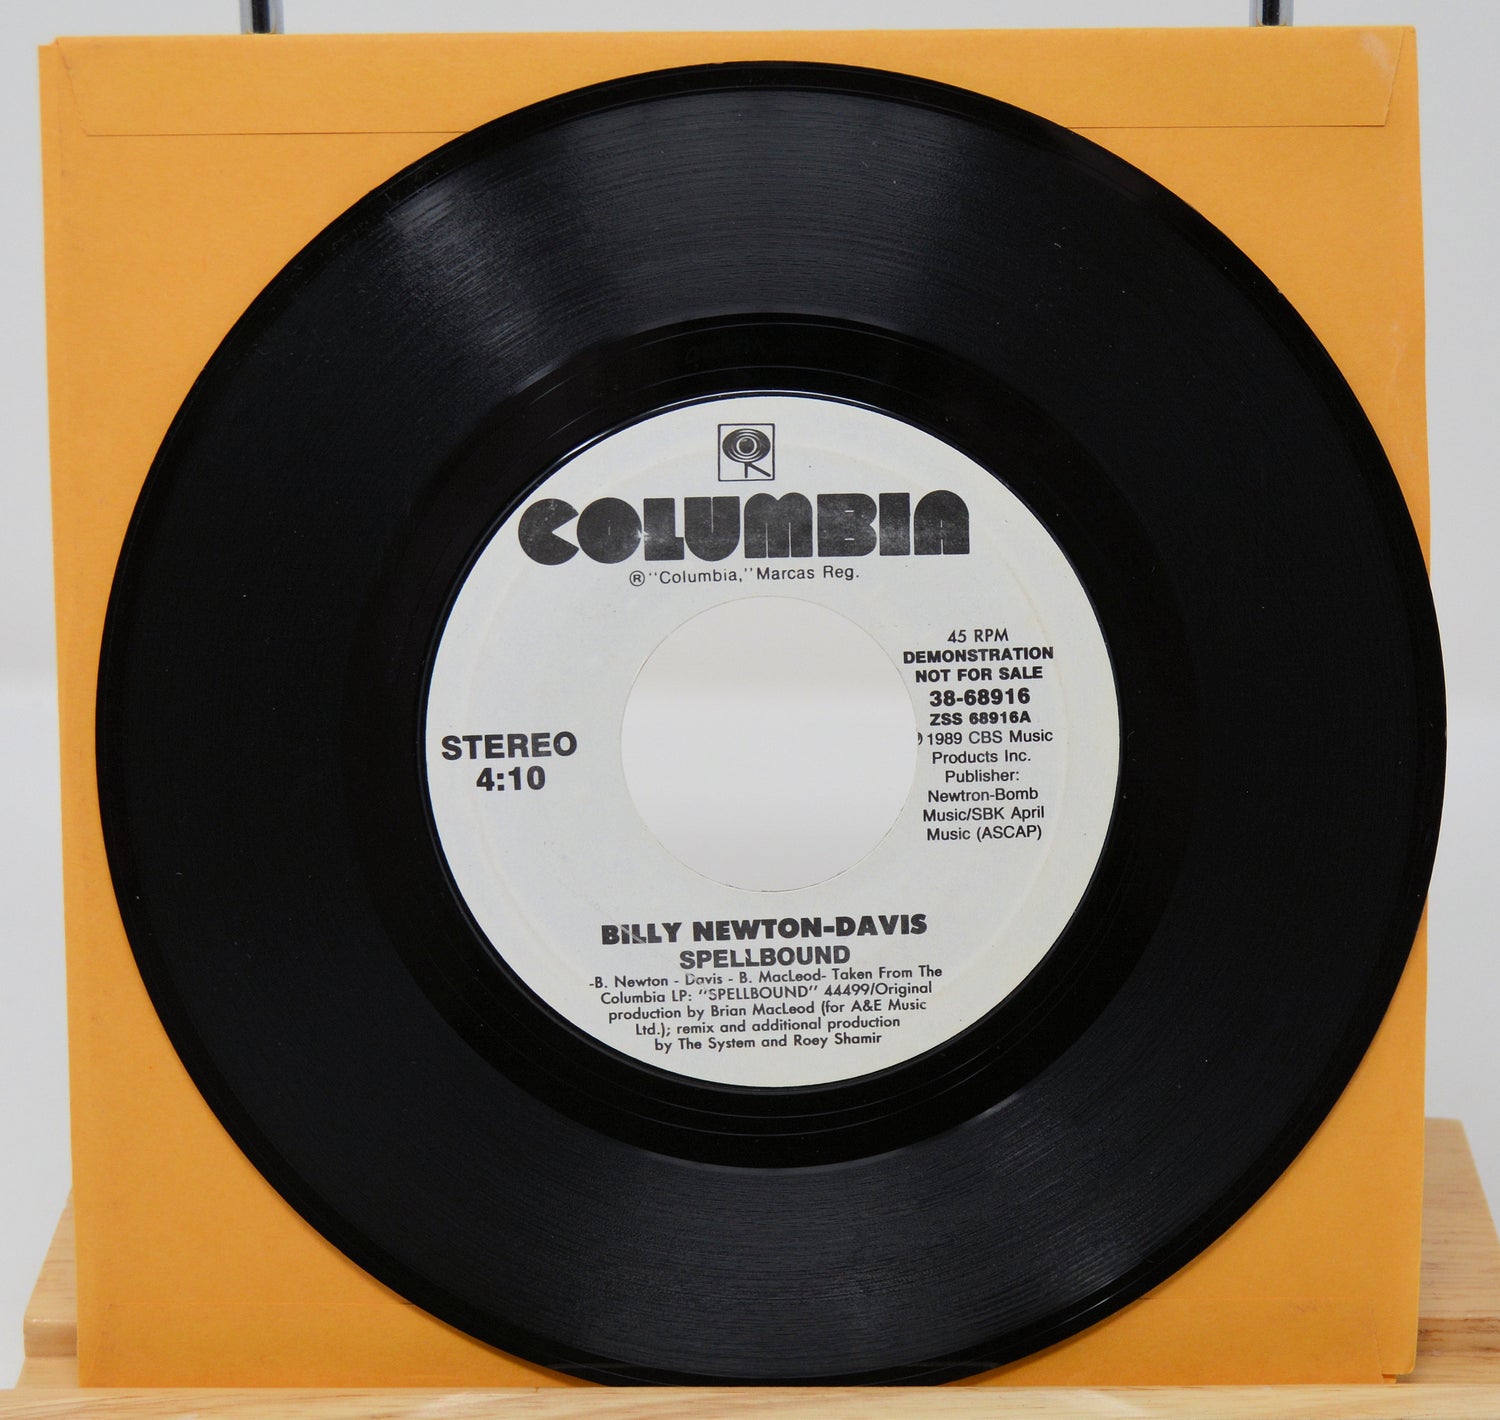 COLUMBIA
® "Columbia," Marcas Reg.
45 RPM
DEMONSTRATION
NOT FOR SALE
38-68916
ZSS 68916A
1989 CBS Music
Products Inc.
Publisher:
Newtron-Bomb
Music/SBK April
Music (ASCAP)
STEREO
4:10
BILLY NEWTON-DAVIS
SPELLBOUND
-B. Newton - Davis - B. MacLeod- Taken From The
Columbia LP: "SPELLBOUND" 44499/Original
production by Brian MacLeod (for A&E Music
Ltd.); remix and additional production
by The System and Roey Shamir